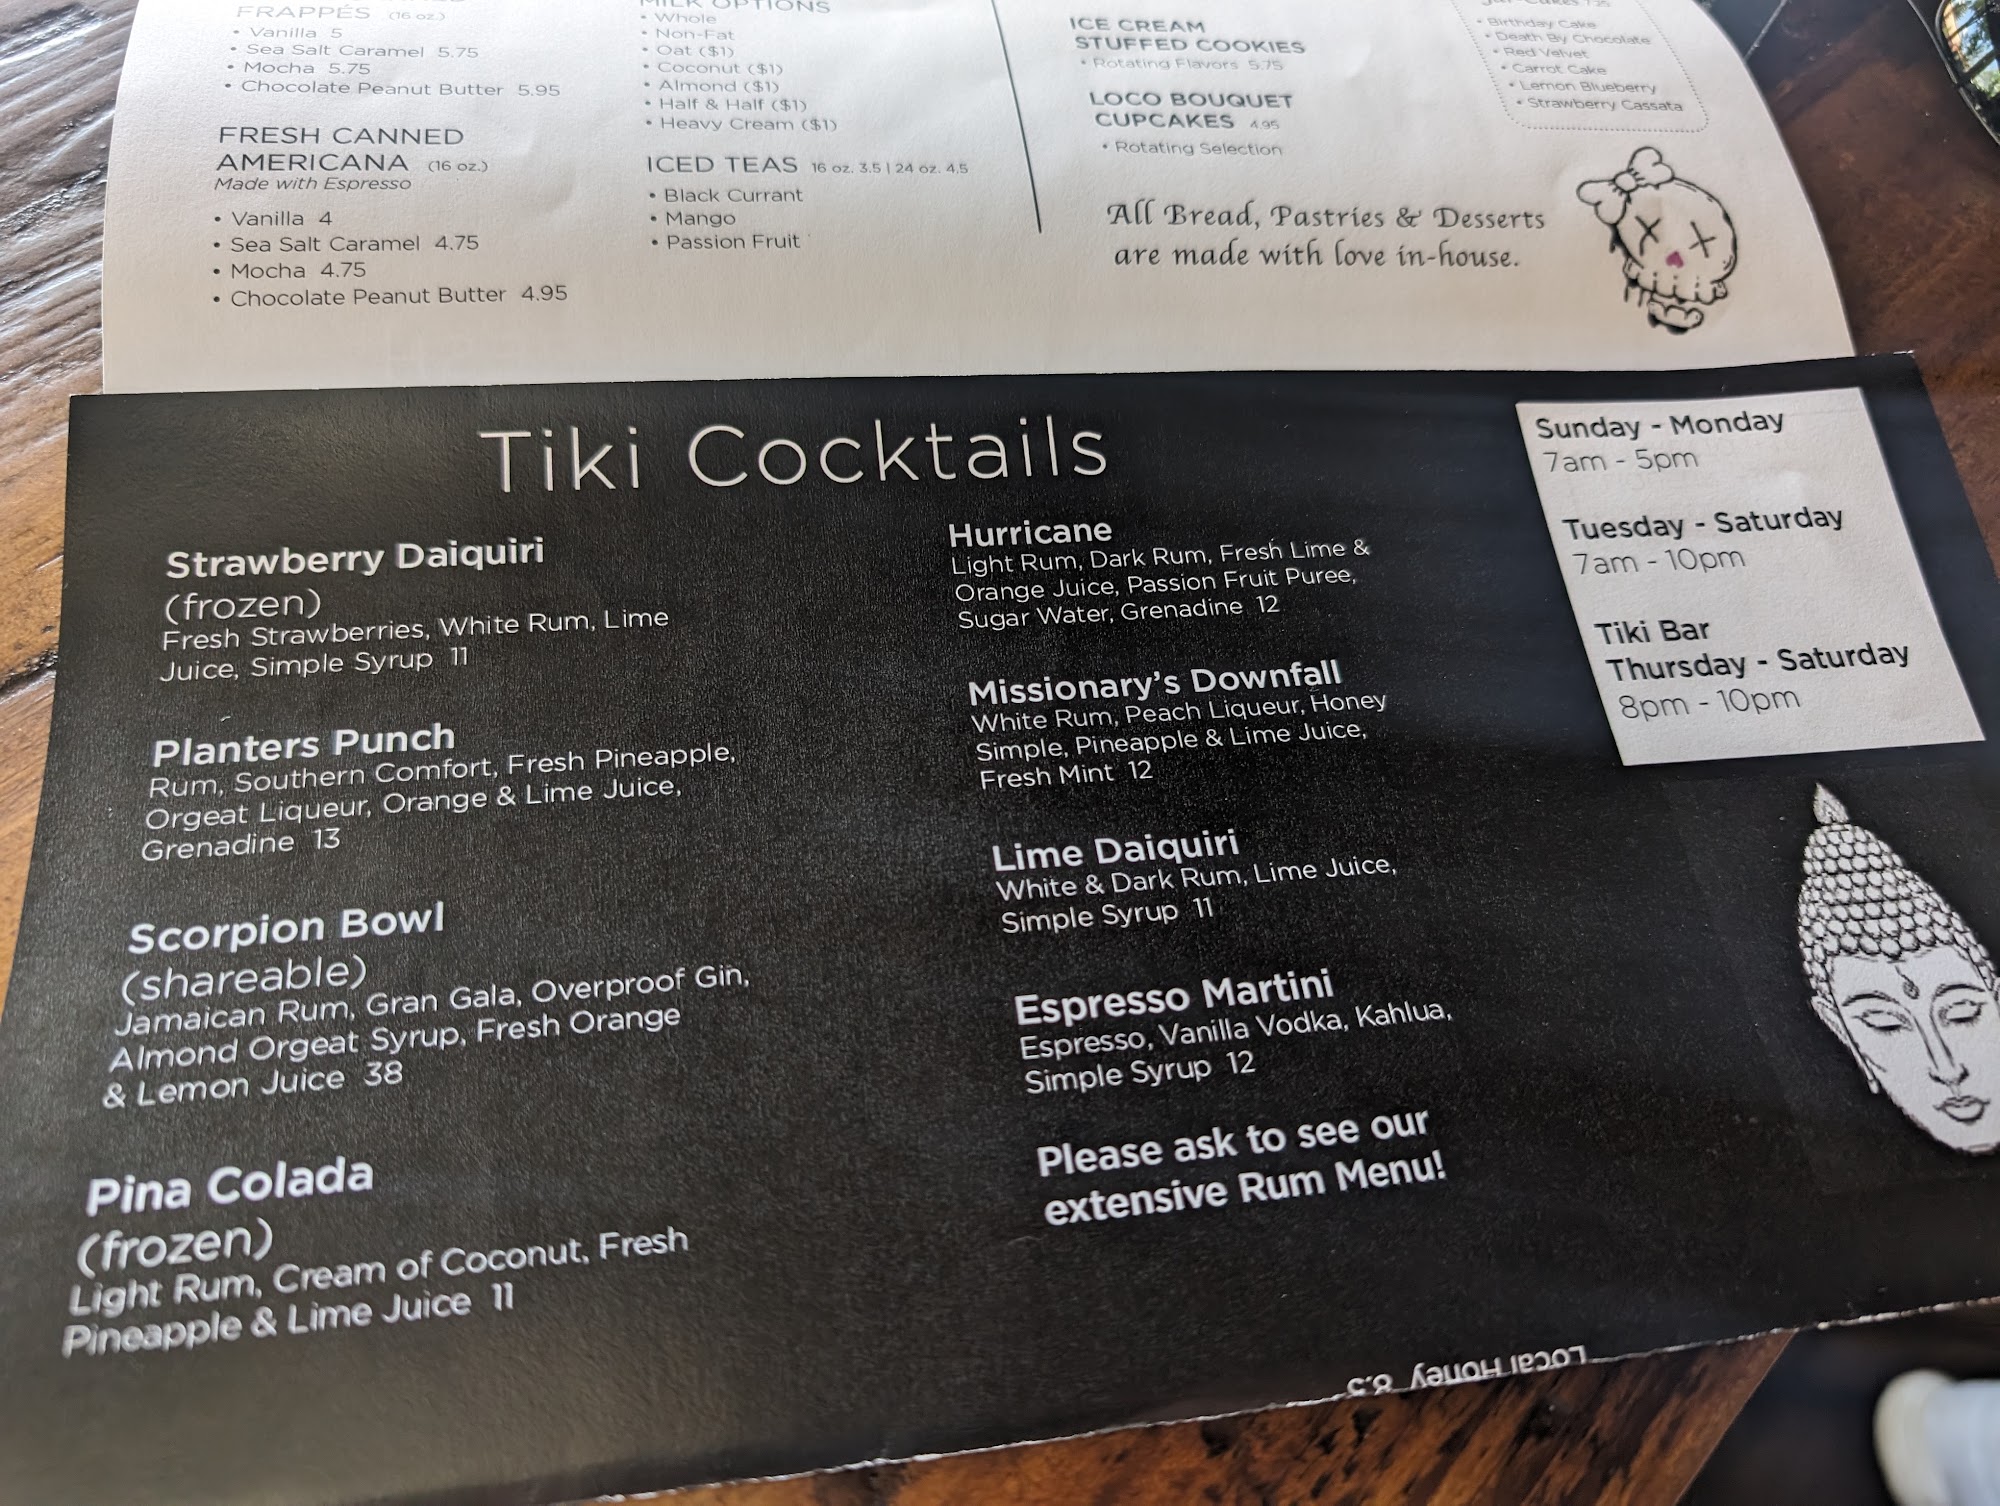 FRAPPÉS (16 oz.)
• Vanilla 5
• Sea Salt Caramel 5.75
• Mocha 5.75
• Chocolate Peanut Butter 5.95
FRESH CANNED
AMERICANA (16 oz.)
Made with Espresso
• Vanilla 4
• Sea Salt Caramel 4.75
• Mocha 4.75
• Chocolate Peanut Butter 4.95
MILK OPTIONS
• Whole
• Non-Fat
• Oat ($1)
• Coconut ($1)
• Almond ($1)
• Half & Half ($1)
• Heavy Cream ($1)
ICED TEAS 16 oz. 3.5 | 24 oz. 4.5
• Black Currant
• Mango
• Passion Fruit
ICE CREAM
STUFFED COOKIES
• Rotating Flavors 5.75
LOCO BOUQUET
CUPCAKES 4.95
• Rotating Selection
• Birthday Cake
• Death By Chocolate
• Red Velvet
• Carrot Cake
• Lemon Blueberry
• Strawberry Cassata
All Bread, Pastries & Desserts
are made with love in-house.
Tiki Cocktails
Strawberry Daiquiri
(frozen)
Fresh Strawberries, White Rum, Lime
Juice, Simple Syrup 11
Planters Punch
Rum, Southern Comfort, Fresh Pineapple,
Orgeat Liqueur, Orange & Lime Juice,
Grenadine 13
Scorpion Bowl
(shareable)
Jamaican Rum, Gran Gala, Overproof Gin,
Almond Orgeat Syrup, Fresh Orange
& Lemon Juice 38
Pina Colada
(frozen)
Light Rum, Cream of Coconut, Fresh
Pineapple & Lime Juice 11
Hurricane
Light Rum, Dark Rum, Fresh Lime &
Orange Juice, Passion Fruit Puree,
Sugar Water, Grenadine 12
Missionary's Downfall
White Rum, Peach Liqueur, Honey
Simple, Pineapple & Lime Juice,
Fresh Mint 12
Lime Daiquiri
White & Dark Rum, Lime Juice,
Simple Syrup 11
Espresso Martini
Espresso, Vanilla Vodka, Kahlua,
Simple Syrup 12
Please ask to see our
extensive Rum Menu!
Sunday - Monday
7am - 5pm
Tuesday - Saturday
7am - 10pm
Tiki Bar
Thursday - Saturday
8pm - 10pm
Local Honey 8.5